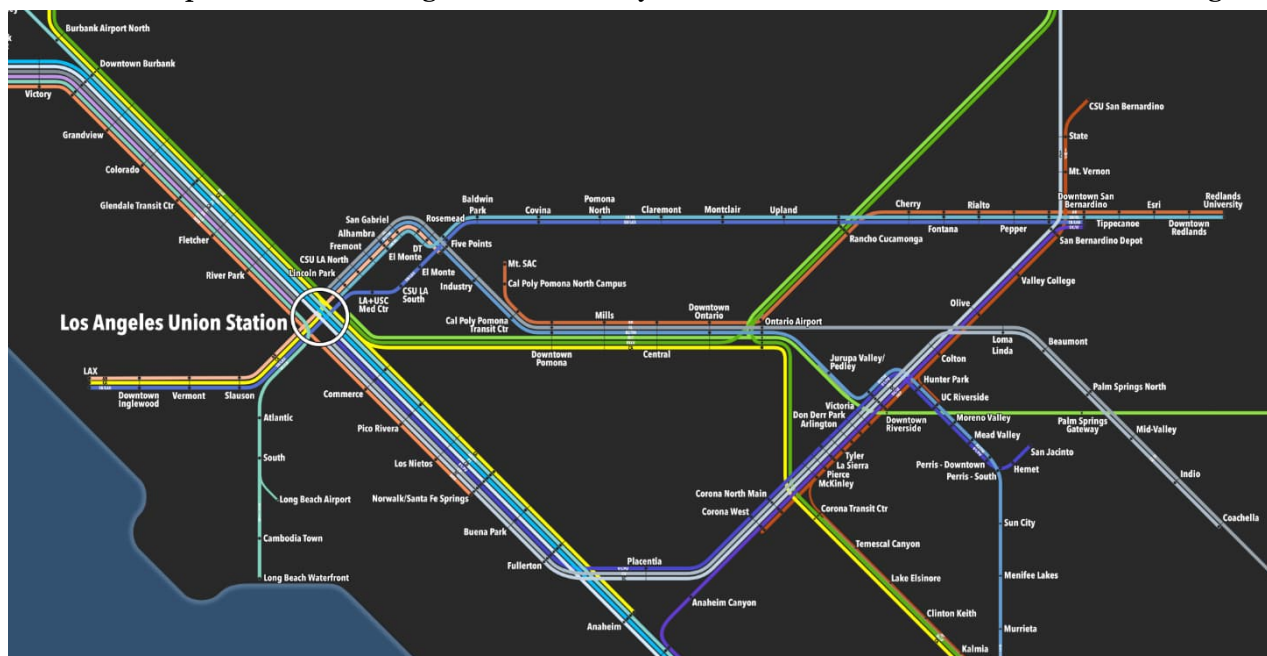 Burbank Airport North
Downtown Burbank
Victory
Grandview
Colorado
Glendale Transit Ctr
Fletcher
River Park
Los Angeles Union Station
LAX
Downtown
Inglewood
Vermont
Slauson
Atlantic
South
Long Beach Airport
Cambodia Town
Long Beach Waterfront
Commerce
Pico Rivera
Los Nietos
Norwalk/Santa Fe Springs
Buena Park
Fullerton
Anaheim
Placentia
Anaheim Canyon
Lincoln Park
CSU LA North
Fremont
Alhambra
San Gabriel
LA+USC
Med Ctr
CSU LA
South
El Monte
DT
El Monte
Rosemead
Five Points
Industry
Baldwin
Park
Covina
Pomona
North
Claremont
Montclair
Upland
Rancho Cucamonga
Cherry
Fontana
Rialto
Pepper
Downtown San
Bernardino
San Bernardino Depot
Tippecanoe
Esri
Downtown
Redlands
Redlands
University
Mt. Vernon
State
CSU San Bernardino
Mt. SAC
Cal Poly Pomona North Campus
Cal Poly Pomona
Transit Ctr
Downtown
Pomona
Mills
Central
Downtown
Ontario
Ontario Airport
Jurupa Valley/
Pedley
Valley College
Olive
Colton
Loma
Linda
Beaumont
Palm Springs North
Mid-Valley
Indio
Coachella
Palm Springs
Gateway
Hunter Park
UC Riverside
Moreno Valley
Mead Valley
San Jacinto
Hemet
Perris - Downtown
Perris - South
Sun City
Menifee Lakes
Murrieta
Victoria
Don Derr Park
Arlington
Downtown
Riverside
Tyler
La Sierra
Pierce
McKinley
Corona North Main
Corona West
Corona Transit Ctr
Temescal Canyon
Lake Elsinore
Clinton Keith
Kalmia